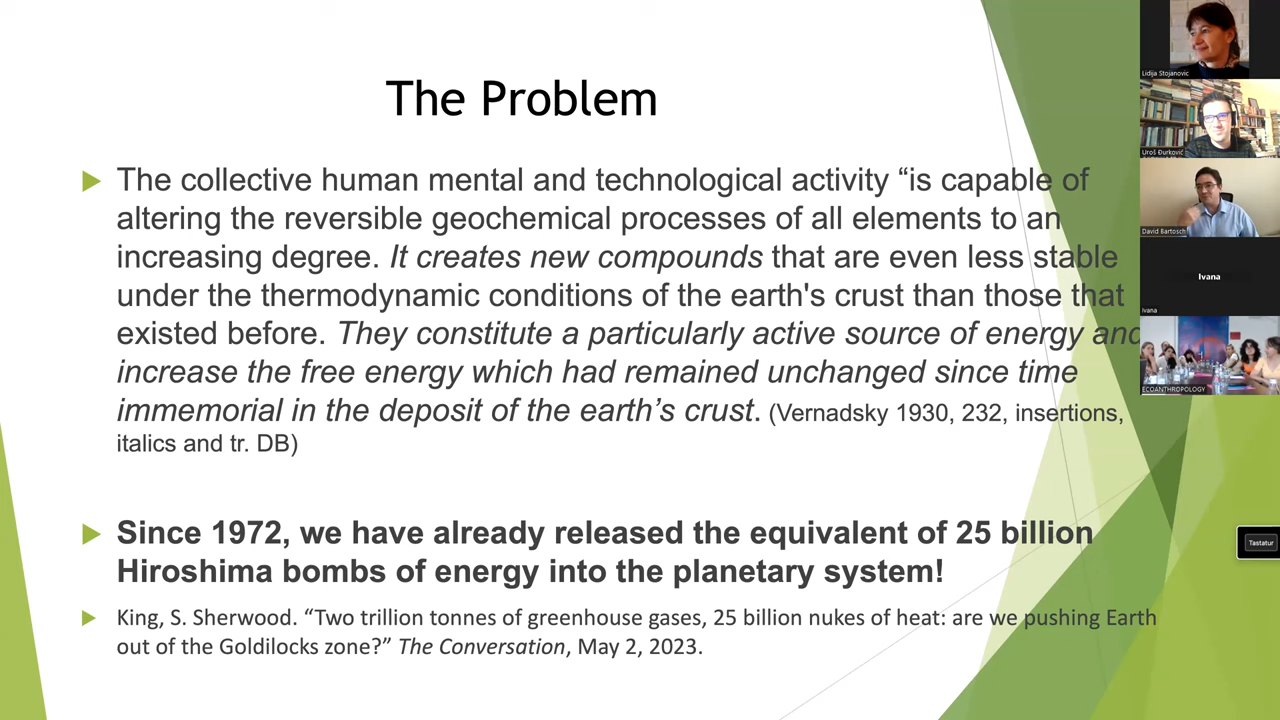 The Problem
The collective human mental and technological activity “is capable of
altering the reversible geochemical processes of all elements to an
increasing degree. It creates new compounds that are even less stable
under the thermodynamic conditions of the earth's crust than those that
existed before. They constitute a particularly active source of energy and
increase the free energy which had remained unchanged since time
immemorial in the deposit of the earth’s crust. (Vernadsky 1930, 232, insertions,
italics and tr. DB)
Since 1972, we have already released the equivalent of 25 billion
Hiroshima bombs of energy into the planetary system!
King, S. Sherwood. “Two trillion tonnes of greenhouse gases, 25 billion nukes of heat: are we pushing Earth
out of the Goldilocks zone?” The Conversation, May 2, 2023.
Lidija Stojanovic
Uroš Đurković
David Bartosch
Ivana
Ivana
ECOANTHROPOLOGY
Tastatur